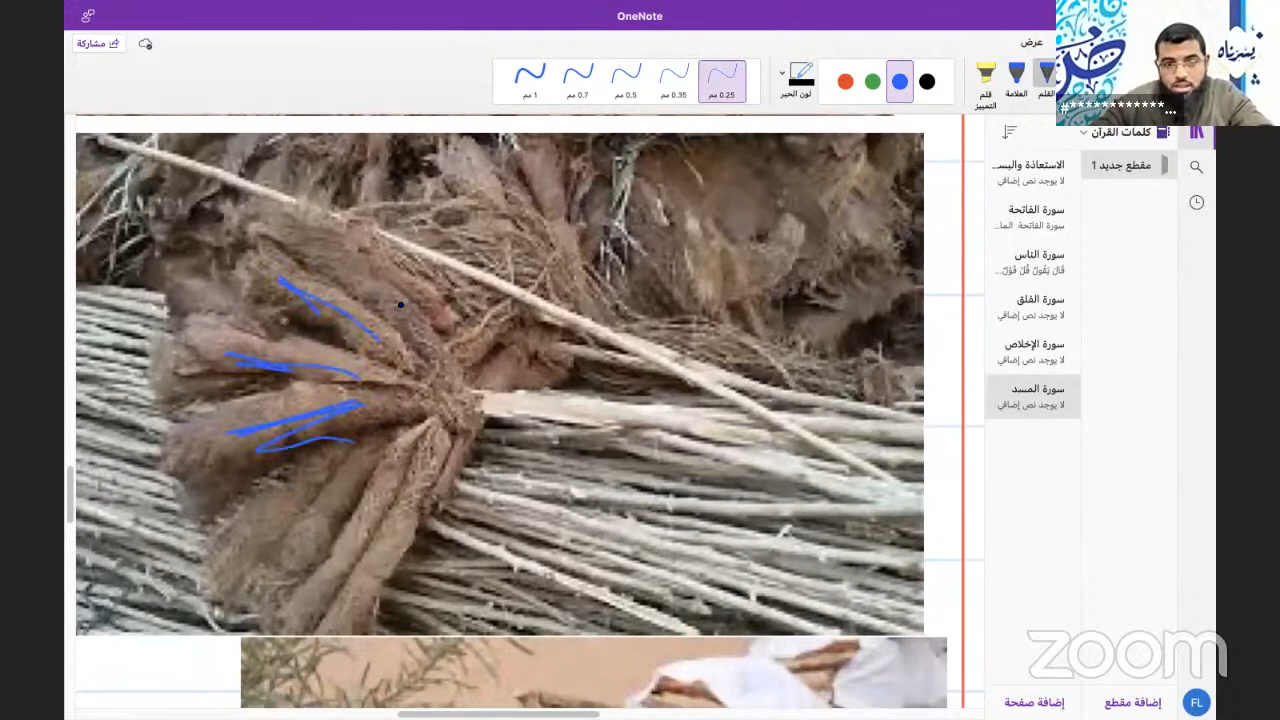 OneNote
مشاركة
عرض
1 مم
0.7 مم
0.5 مم
0.35 مم
0.25 مم
لون الحير
قلم التمييز
العلامة
القلم
#************...
كلمات القرآن
مقطع جديد 1
الاستعاذة والبس...
لا يوجد نص إضافي
سورة الفاتحة
سورة الفاتحة الما...
سورة الناس
قَالَ يَقُولُ قُلْ قَوْلً...
سورة الفلق
لا يوجد نص إضافي
سورة الإخلاص
لا يوجد نص إضافي
سورة المسد
لا يوجد نص إضافي
zoom
إضافة صفحة
إضافة مقطع
FL